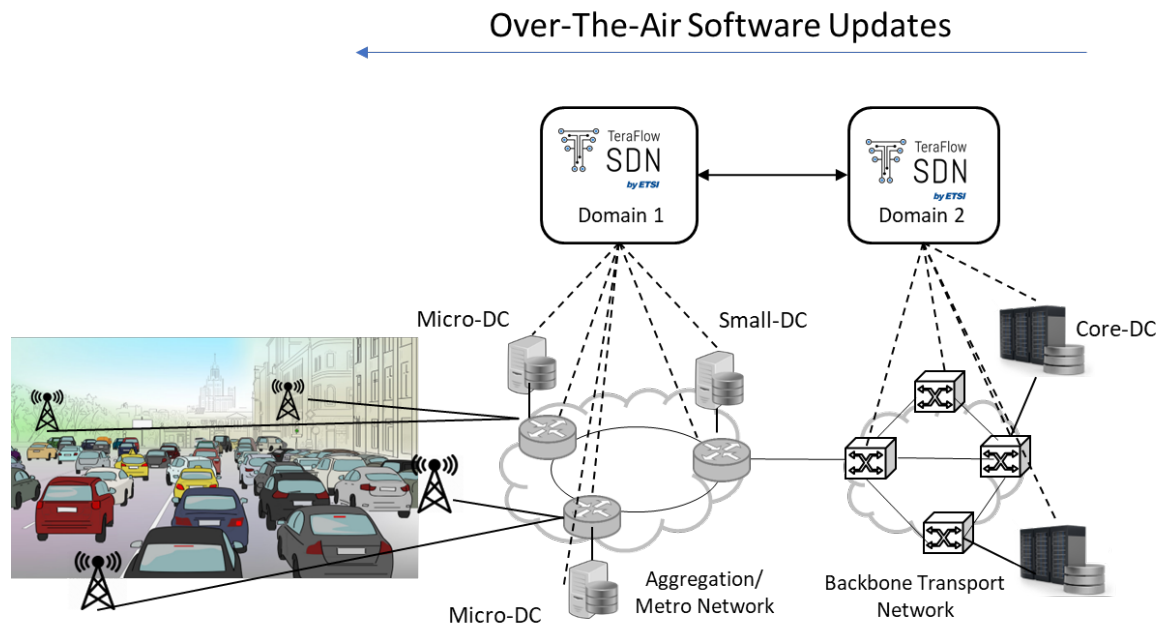 Over-The-Air Software Updates
TeraFlow
SDN
by ETSI
Domain 1
TeraFlow
SDN
by ETSI
Domain 2
Micro-DC
Small-DC
Core-DC
Aggregation/
Metro Network
Backbone Transport
Network
Micro-DC